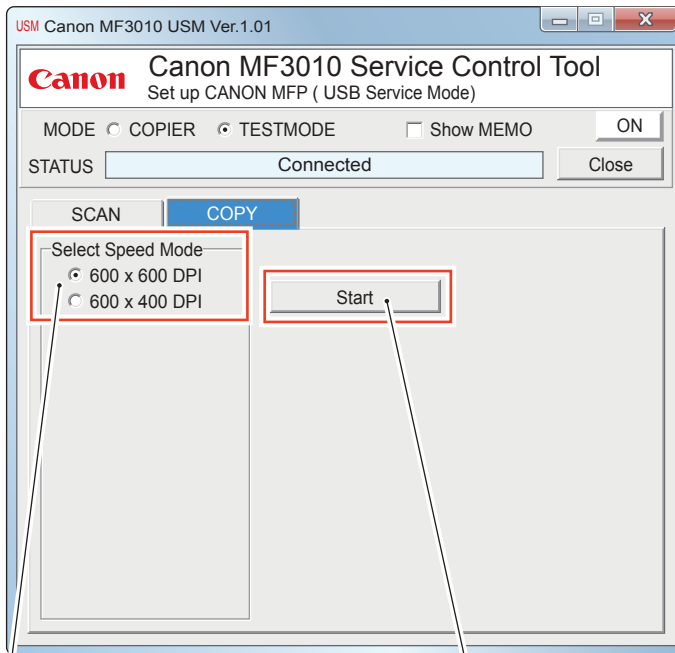 USM Canon MF3010 USM Ver.1.01
Canon
Canon MF3010 Service Control Tool
Set up CANON MFP ( USB Service Mode)
MODE COPIER TESTMODE Show MEMO ON
STATUS Connected Close
SCAN COPY
Select Speed Mode
600 x 600 DPI
600 x 400 DPI
Start